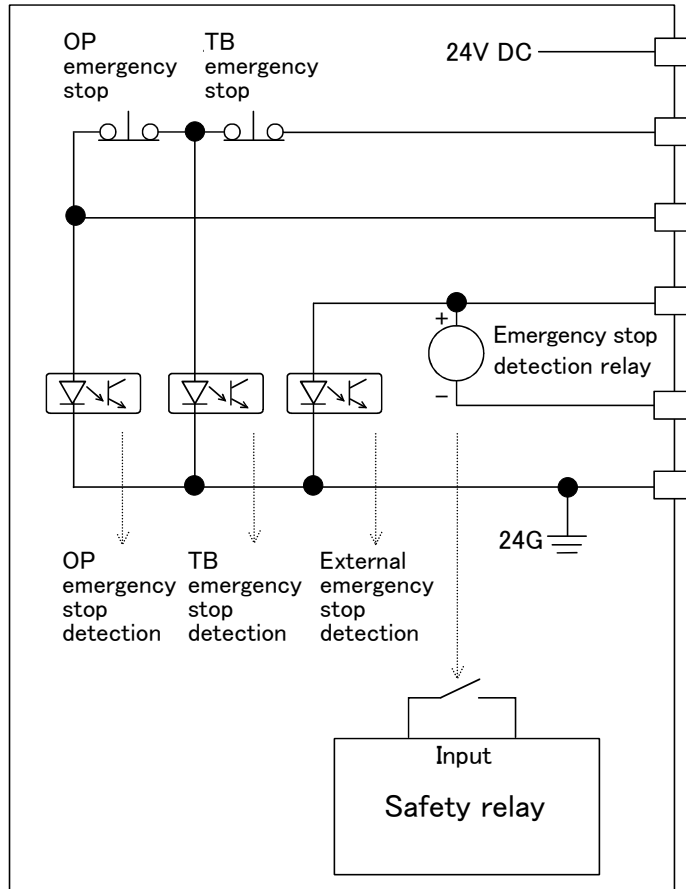 OP
emergency
stop
TB
emergency
stop
24V DC
+
Emergency stop
detection relay
−
24G
OP
emergency
stop
detection
TB
emergency
stop
detection
External
emergency
stop
detection
Input
Safety relay